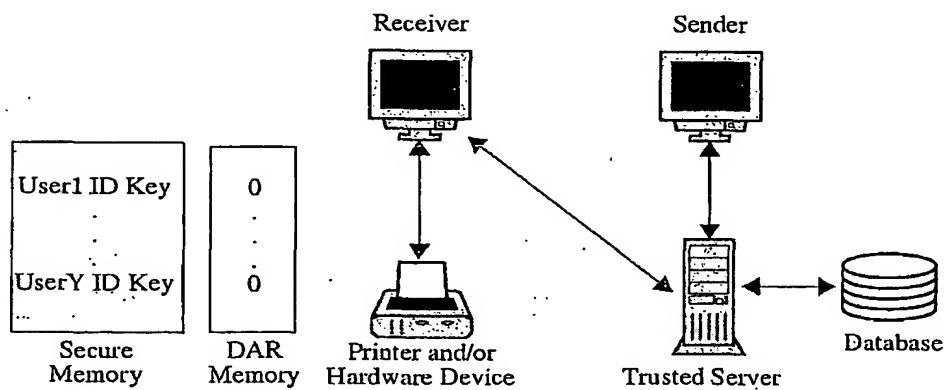 Receiver
Sender
User1 ID Key
0
UserY ID Key
0
Secure
Memory
DAR
Memory
Printer and/or
Hardware Device
Trusted Server
Database